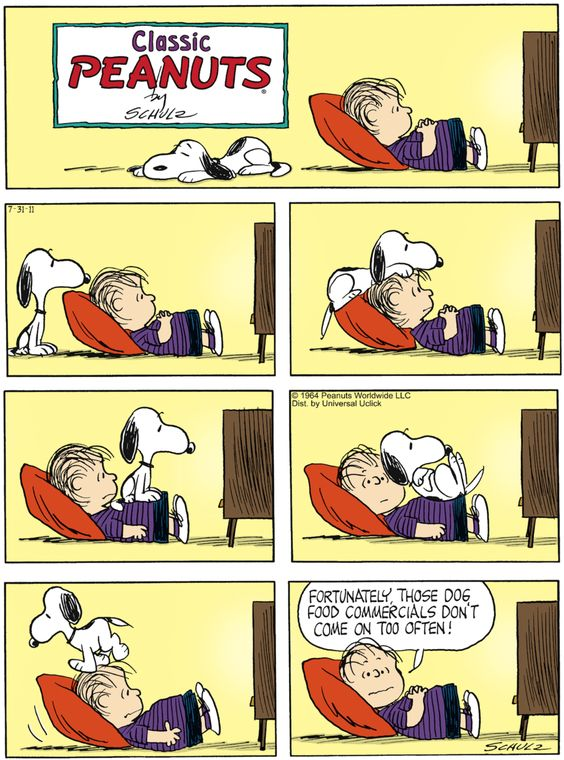 Classic
PEANUTS
by
SCHULZ
7-31-11
© 1964 Peanuts Worldwide LLC
Dist. by Universal Uclick
FORTUNATELY, THOSE DOG
FOOD COMMERCIALS DON'T
COME ON TOO OFTEN!
SCHULZ